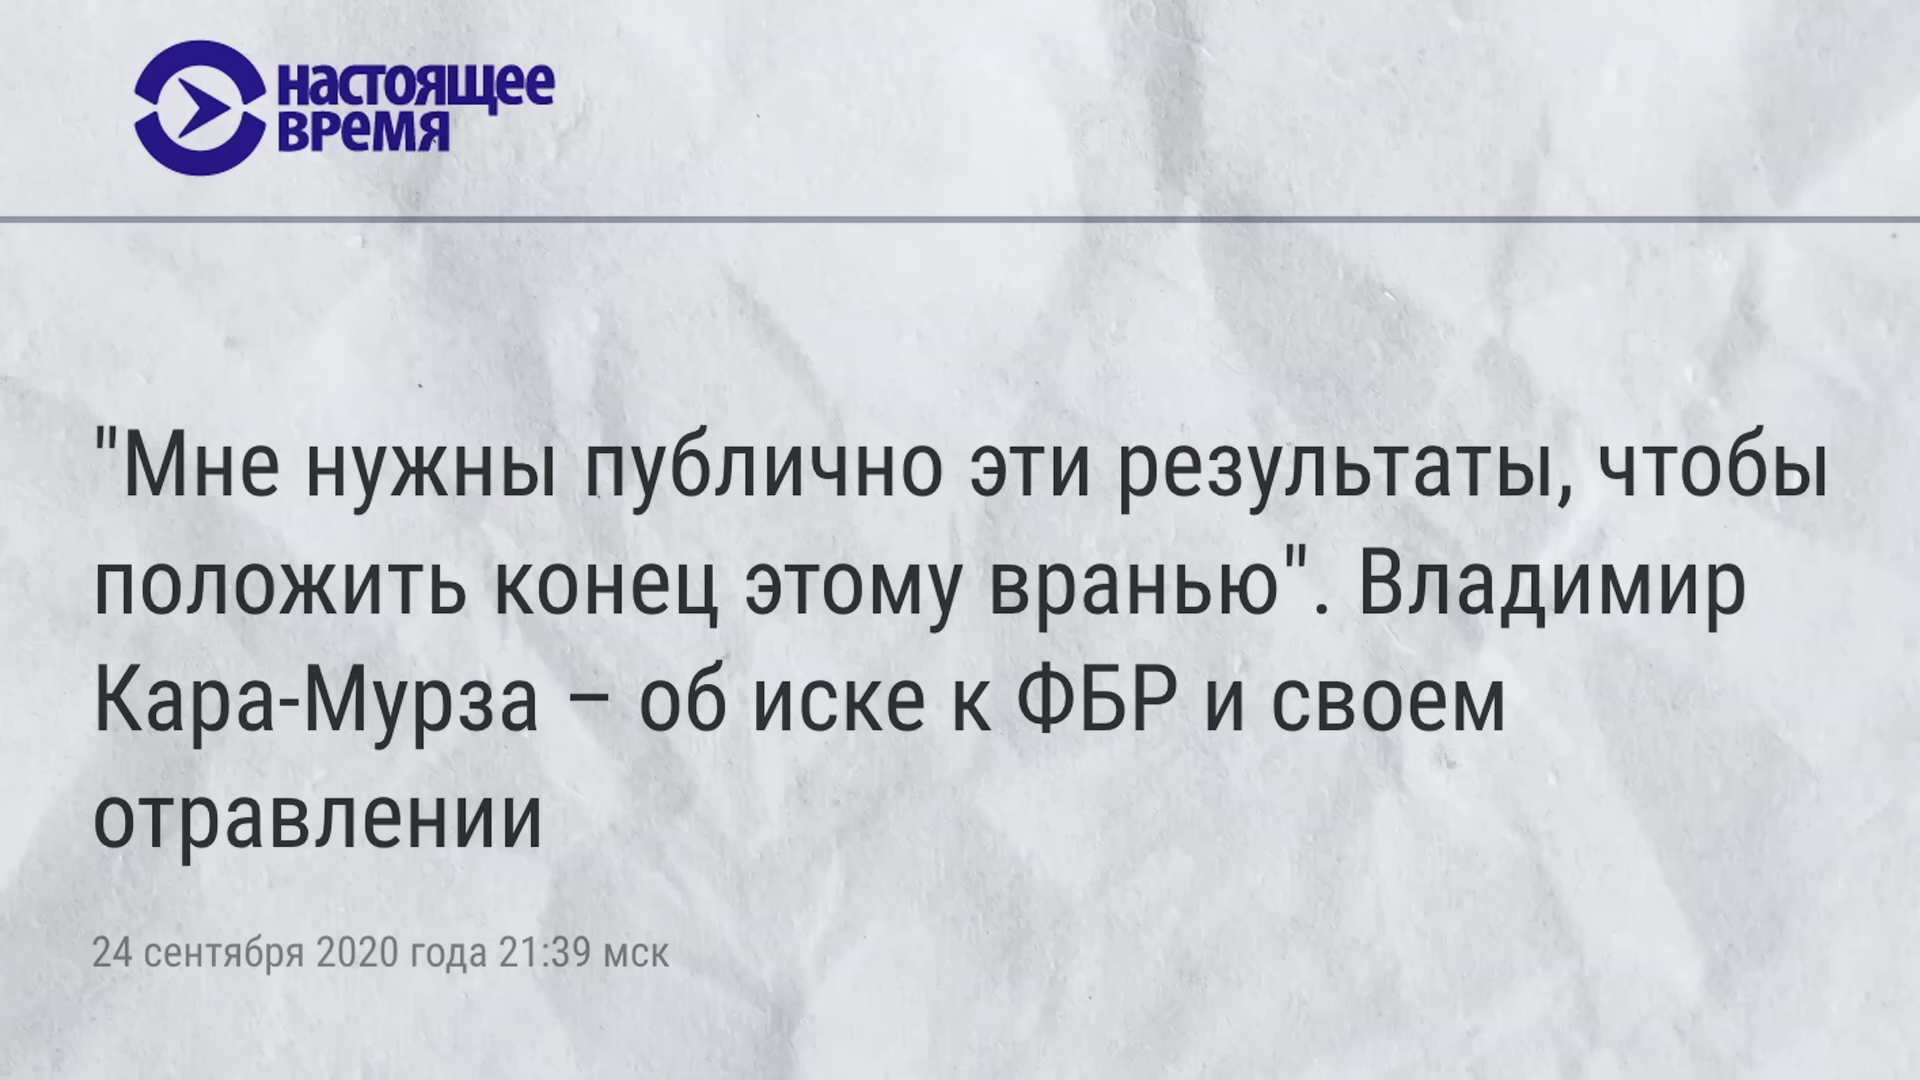 настоящее
время
"Мне нужны публично эти результаты, чтобы
положить конец этому вранью". Владимир
Кара-Мурза – об иске к ФБР и своем
отравлении
24 сентября 2020 года 21:39 мск